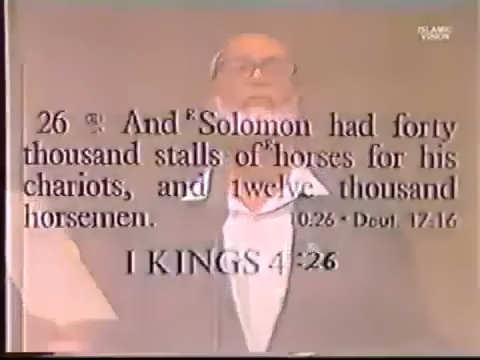 ISLAMIC
VISION
26 And R Solomon had forty
thousand stalls of R horses for his
chariots, and twelve thousand
horsemen. 10:26 · Deut. 17:16
I KINGS 4:26